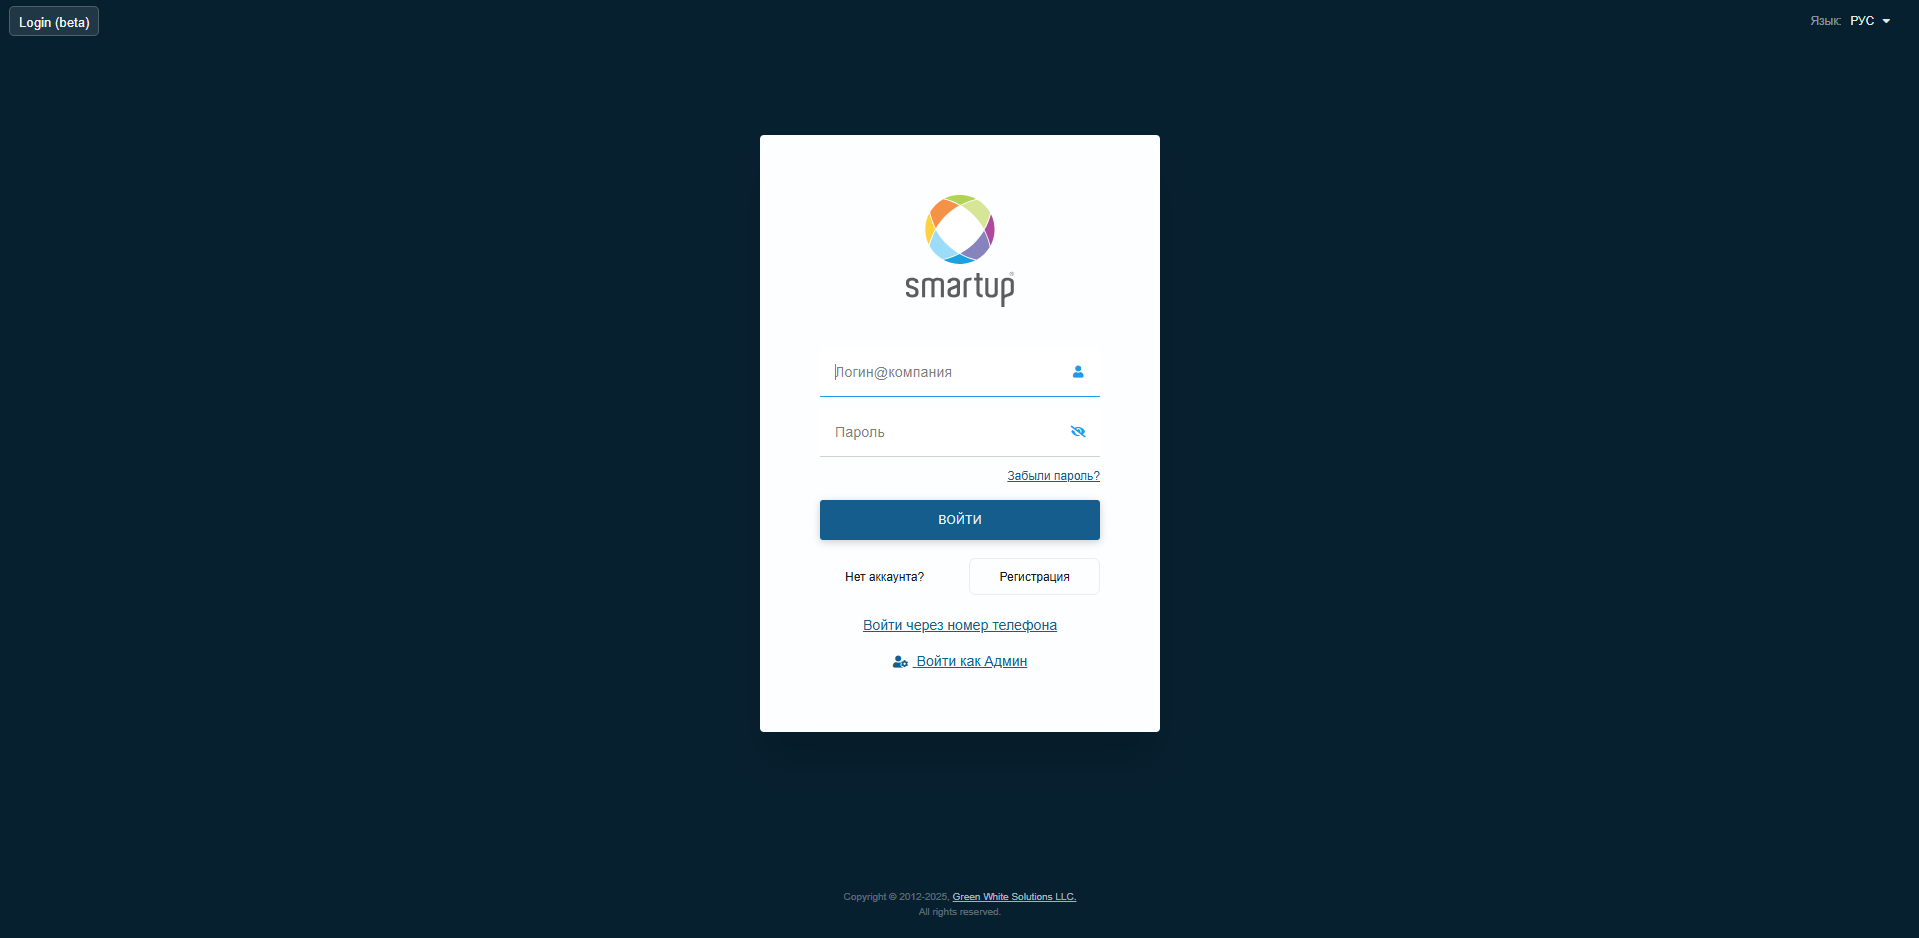 Login (beta)
Язык: РУС
smartup®
Логин@компания
Пароль
Забыли пароль?
ВОЙТИ
Нет аккаунта?
Регистрация
Войти через номер телефона
Войти как Админ
Copyright © 2012-2025, Green White Solutions LLC.
All rights reserved.